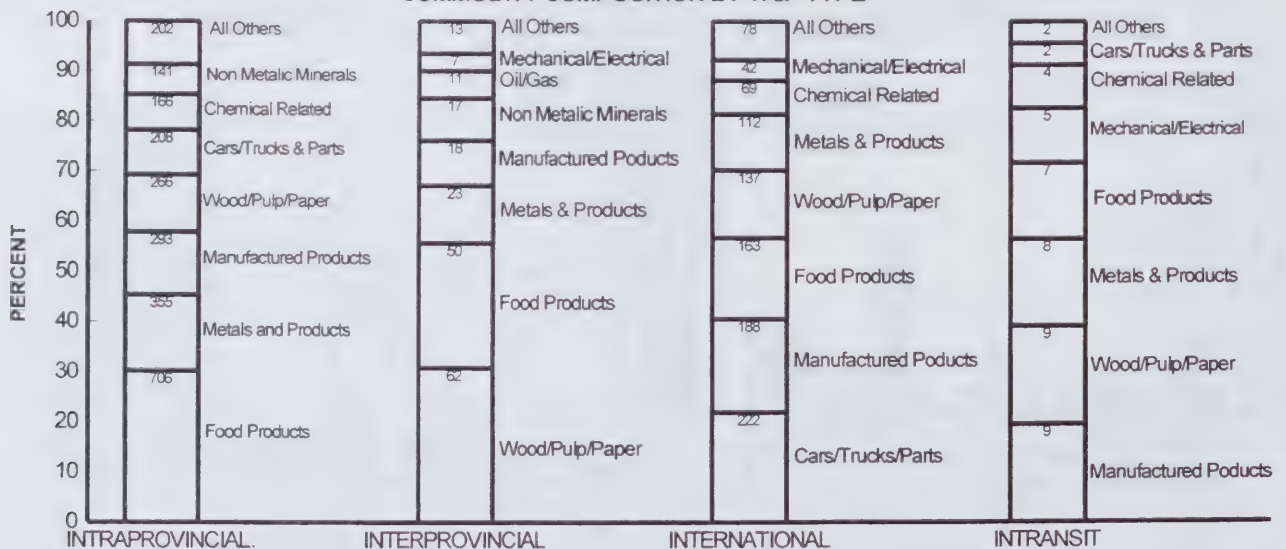 100
90
80
70
60
50
40
30
20
10
0
PERCENT
202 All Others
141 Non Metalic Minerals
166 Chemical Related
208 Cars/Trucks & Parts
266 Wood/Pulp/Paper
293 Manufactured Products
355 Metals and Products
706 Food Products
INTRAPROVINCIAL.
13 All Others
7 Mechanical/Electrical
11 Oil/Gas
17 Non Metalic Minerals
18 Manufactured Poducts
23 Metals & Products
50 Food Products
62 Wood/Pulp/Paper
INTERPROVINCIAL
78 All Others
42 Mechanical/Electrical
69 Chemical Related
112 Metals & Products
137 Wood/Pulp/Paper
163 Food Products
188 Manufactured Poducts
222 Cars/Trucks/Parts
INTERNATIONAL
2 All Others
2 Cars/Trucks & Parts
4 Chemical Related
5 Mechanical/Electrical
7 Food Products
8 Metals & Products
9 Wood/Pulp/Paper
9 Manufactured Poducts
INTRANSIT